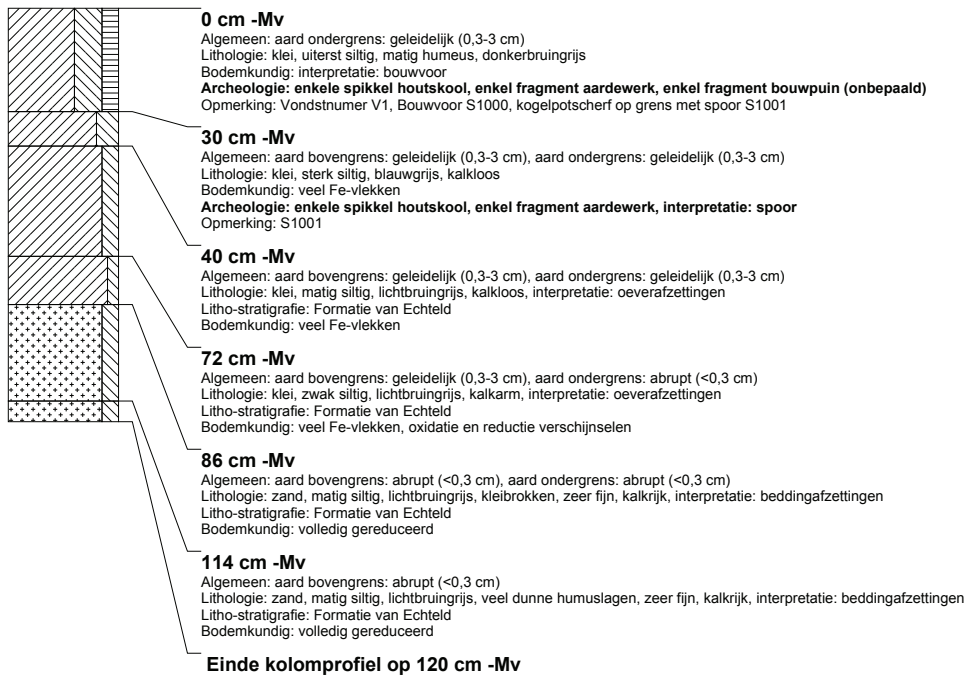 0 cm -Mv
Algemeen: aard ondergrens: geleidelijk (0,3-3 cm)
Lithologie: klei, uiterst siltig, matig humeus, donkerbruingrijs
Bodemkundig: interpretatie: bouwvoor
Archeologie: enkele spikkel houtskool, enkel fragment aardewerk, enkel fragment bouwpuin (onbepaald)
Opmerking: Vondstnumer V1, Bouwvoor S1000, kogelpotscherf op grens met spoor S1001
30 cm -Mv
Algemeen: aard bovengrens: geleidelijk (0,3-3 cm), aard ondergrens: geleidelijk (0,3-3 cm)
Lithologie: klei, sterk siltig, blauwgrijs, kalkloos
Bodemkundig: veel Fe-vlekken
Archeologie: enkele spikkel houtskool, enkel fragment aardewerk, interpretatie: spoor
Opmerking: S1001
40 cm -Mv
Algemeen: aard bovengrens: geleidelijk (0,3-3 cm), aard ondergrens: geleidelijk (0,3-3 cm)
Lithologie: klei, matig siltig, lichtbruingrijs, kalkloos, interpretatie: oeverafzettingen
Litho-stratigrafie: Formatie van Echteld
Bodemkundig: veel Fe-vlekken
72 cm -Mv
Algemeen: aard bovengrens: geleidelijk (0,3-3 cm), aard ondergrens: abrupt (<0,3 cm)
Lithologie: klei, zwak siltig, lichtbruingrijs, kalkarm, interpretatie: oeverafzettingen
Litho-stratigrafie: Formatie van Echteld
Bodemkundig: veel Fe-vlekken, oxidatie en reductie verschijnselen
86 cm -Mv
Algemeen: aard bovengrens: abrupt (<0,3 cm), aard ondergrens: abrupt (<0,3 cm)
Lithologie: zand, matig siltig, lichtbruingrijs, kleibrokken, zeer fijn, kalkrijk, interpretatie: beddingafzettingen
Litho-stratigrafie: Formatie van Echteld
Bodemkundig: volledig gereduceerd
114 cm -Mv
Algemeen: aard bovengrens: abrupt (<0,3 cm)
Lithologie: zand, matig siltig, lichtbruingrijs, veel dunne humuslagen, zeer fijn, kalkrijk, interpretatie: beddingafzettingen
Litho-stratigrafie: Formatie van Echteld
Bodemkundig: volledig gereduceerd
Einde kolomprofiel op 120 cm -Mv